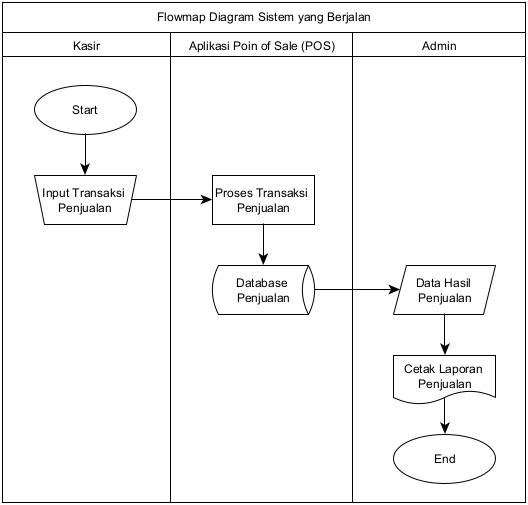 Flowmap Diagram Sistem yang Berjalan
Kasir
Aplikasi Poin of Sale (POS)
Admin
Start
Input Transaksi
Penjualan
Proses Transaksi
Penjualan
Database
Penjualan
Data Hasil
Penjualan
Cetak Laporan
Penjualan
End